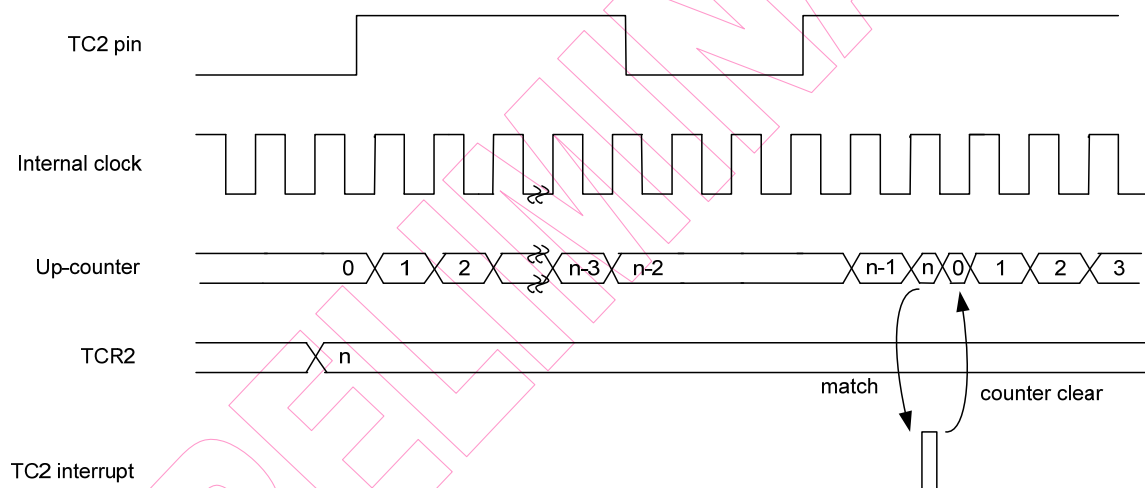 TC2 pin
Internal clock
Up-counter
0 1 2 n-3 n-2 n-1 n 0 1 2 3
TCR2
n
match
counter clear
TC2 interrupt